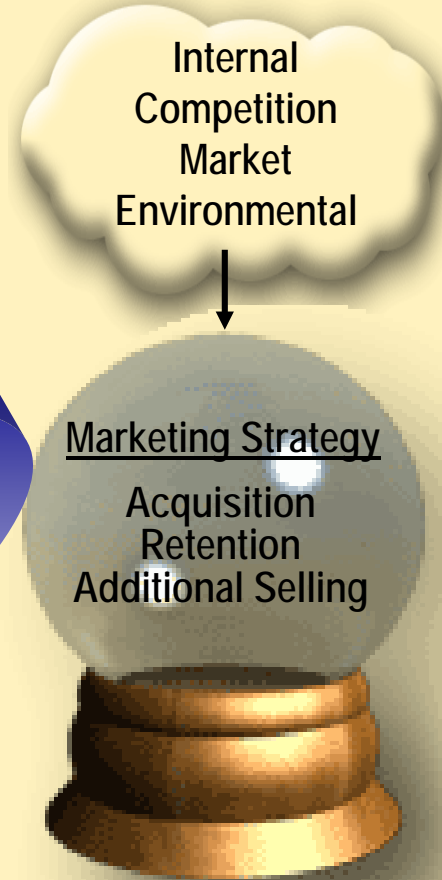 Internal
Competition
Market
Environmental
Marketing Strategy
Acquisition
Retention
Additional Selling